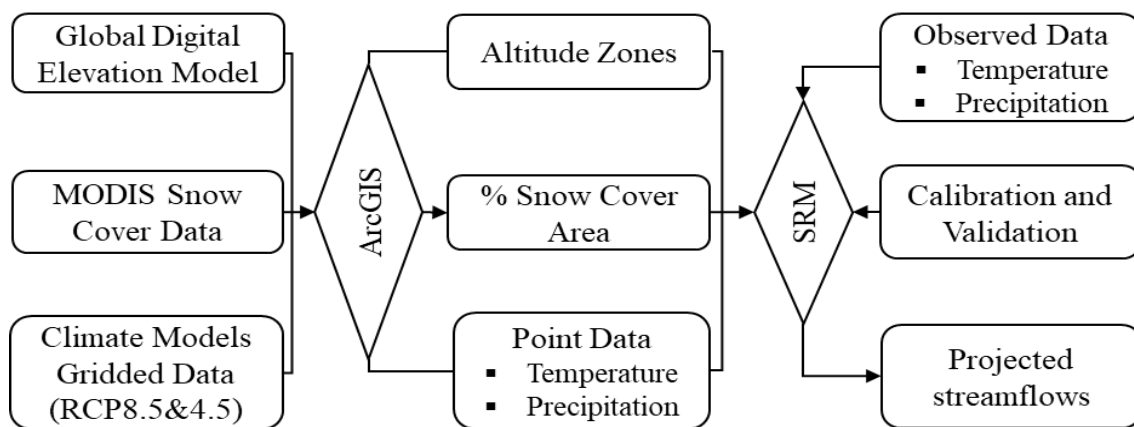 Global Digital
Elevation Model
MODIS Snow
Cover Data
Climate Models
Gridded Data
(RCP8.5&4.5)
ArcGIS
Altitude Zones
% Snow Cover
Area
Point Data
▪ Temperature
▪ Precipitation
SRM
Observed Data
▪ Temperature
▪ Precipitation
Calibration and
Validation
Projected
streamflows